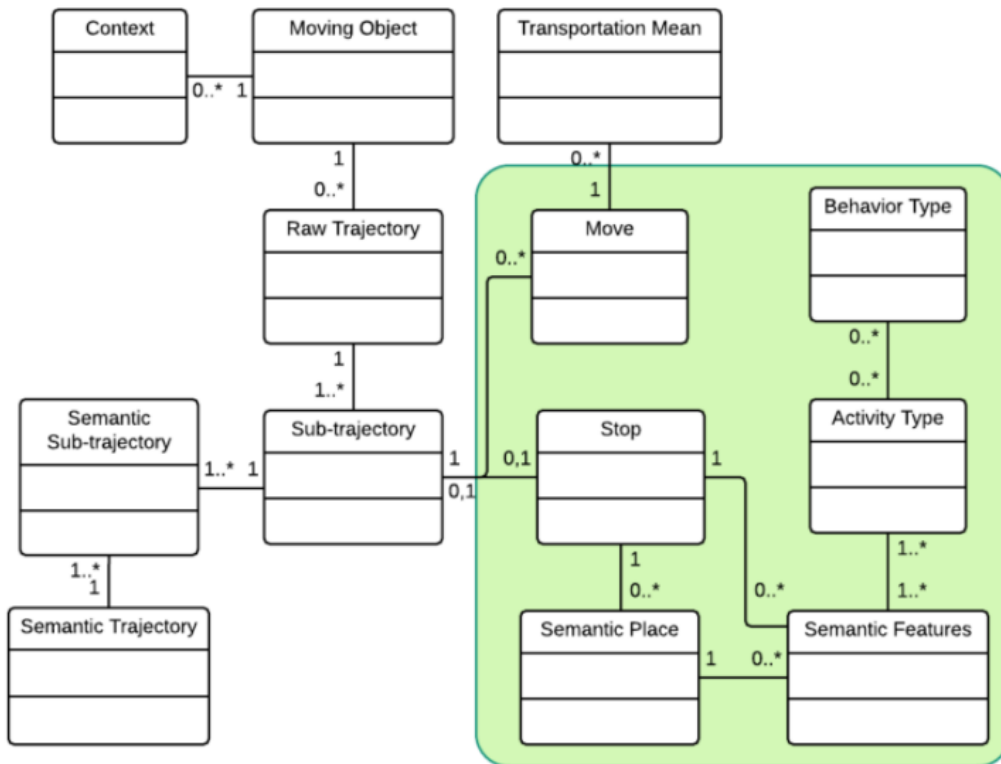 Context
Moving Object
Transportation Mean
0..* 1
1
0..*
0..*
1
Raw Trajectory
Move
Behavior Type
0..*
1
1..*
0..*
0..*
Semantic
Sub-trajectory
Sub-trajectory
Stop
Activity Type
1..* 1
1
0,1
0,1
1
1..*
1
1
0..*
0..*
1..*
1..*
Semantic Trajectory
Semantic Place
Semantic Features
1
0..*